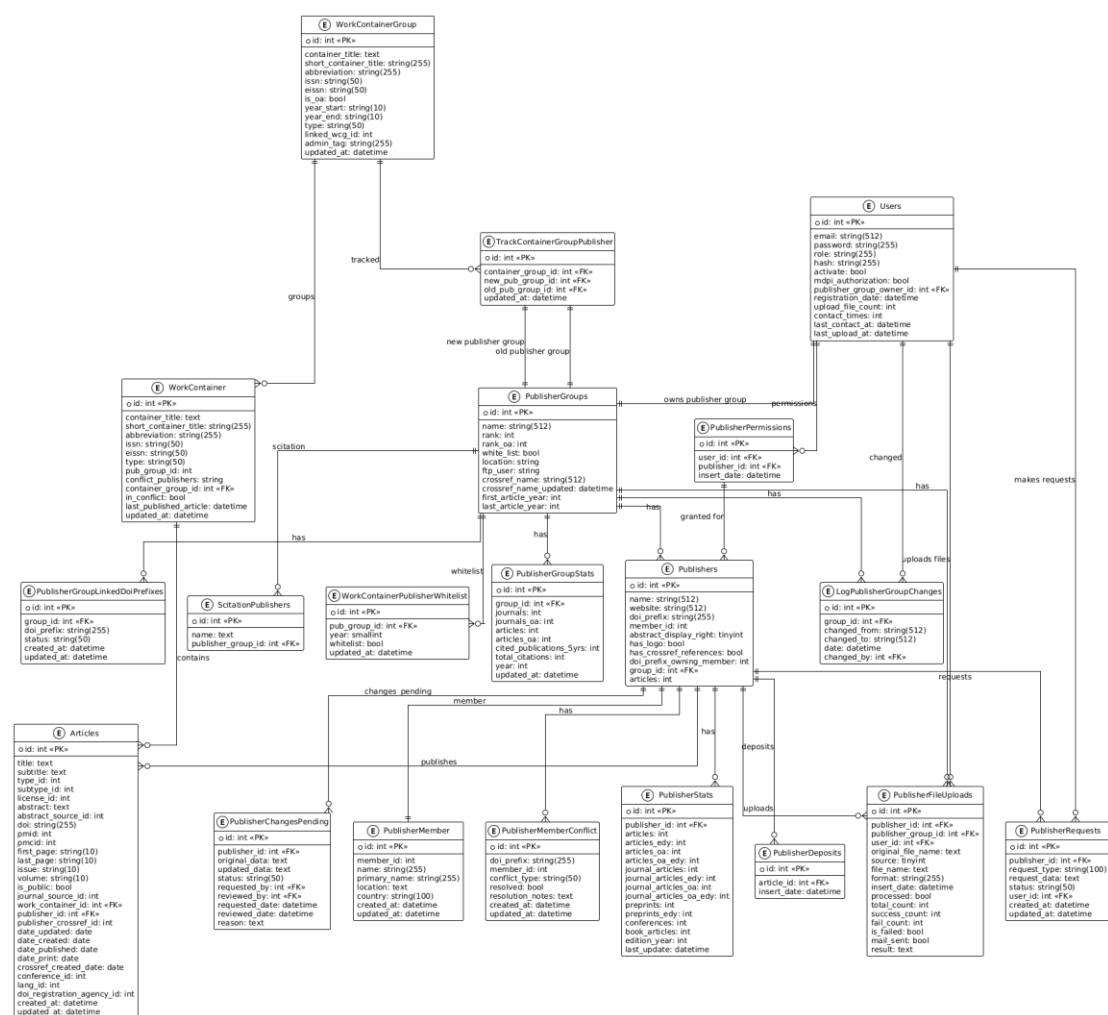 E WorkContainerGroup
id: int «PK»
container_title: text
short_container_title: string(255)
abbreviation: string(255)
issn: string(50)
eissn: string(50)
is_oa: bool
year_start: string(10)
year_end: string(10)
type: string(50)
linked_wcg_id: int
admin_tag: string(255)
updated_at: datetime
E Users
id: int «PK»
email: string(512)
password: string(255)
role: string(255)
hash: string(255)
activate: bool
mdpi_authorization: bool
publisher_group_owner_id: int «FK»
registration_date: datetime
upload_file_count: int
contact_times: int
last_contact_at: datetime
last_upload_at: datetime
E TrackContainerGroupPublisher
id: int «PK»
container_group_id: int «FK»
new_pub_group_id: int «FK»
old_pub_group_id: int «FK»
updated_at: datetime
tracked
groups
makes requests
new publisher group
old publisher group
E WorkContainer
id: int «PK»
container_title: text
short_container_title: string(255)
abbreviation: string(255)
issn: string(50)
eissn: string(50)
type: string(50)
pub_group_id: int
conflict_publishers: string
container_group_id: int «FK»
in_conflict: bool
last_published_article: datetime
updated_at: datetime
E PublisherGroups
id: int «PK»
name: string(512)
rank: int
rank_oa: int
white_list: bool
location: string
ftp_user: string
crossref_name: string(512)
crossref_name_updated: datetime
first_article_year: int
last_article_year: int
owns publisher group
permissions
E PublisherPermissions
id: int «PK»
user_id: int «FK»
publisher_id: int «FK»
insert_date: datetime
scitation
changed
has
has
has
granted for
has
has
whitelist
uploads files
E PublisherGroupLinkedDoiPrefixes
id: int «PK»
group_id: int «FK»
doi_prefix: string(255)
status: string(50)
created_at: datetime
updated_at: datetime
E ScitationPublishers
id: int «PK»
name: text
publisher_group_id: int «FK»
E WorkContainerPublisherWhitelist
id: int «PK»
pub_group_id: int «FK»
year: smallint
whitelist: bool
updated_at: datetime
E PublisherGroupStats
id: int «PK»
group_id: int «FK»
journals: int
journals_oa: int
articles: int
articles_oa: int
cited_publications_5yrs: int
total_citations: int
year: int
updated_at: datetime
E Publishers
id: int «PK»
name: string(512)
website: string(512)
doi_prefix: string(255)
member_id: int
abstract_display_right: tinyint
has_logo: bool
has_crossref_references: bool
doi_prefix_owning_member: int
group_id: int «FK»
articles: int
E LogPublisherGroupChanges
id: int «PK»
group_id: int «FK»
changed_from: string(512)
changed_to: string(512)
date: datetime
changed_by: int «FK»
contains
changes pending
member
has
publishes
has
deposits
requests
uploads
E Articles
id: int «PK»
title: text
subtitle: text
type_id: int
subtype_id: int
license_id: int
abstract: text
abstract_source_id: int
doi: string(255)
pmid: int
pmcid: int
first_page: string(10)
last_page: string(10)
issue: string(10)
volume: string(10)
is_public: bool
journal_source_id: int
work_container_id: int «FK»
publisher_id: int «FK»
publisher_crossref_id: int
date_updated: date
date_created: date
date_published: date
date_print: date
crossref_created_date: date
conference_id: int
lang_id: int
doi_registration_agency_id: int
created_at: datetime
updated_at: datetime
E PublisherChangesPending
id: int «PK»
publisher_id: int «FK»
original_data: text
updated_data: text
status: string(50)
requested_by: int «FK»
reviewed_by: int «FK»
requested_date: datetime
reviewed_date: datetime
reason: text
E PublisherMember
id: int «PK»
member_id: int
name: string(255)
primary_name: string(255)
location: text
country: string(100)
created_at: datetime
updated_at: datetime
E PublisherMemberConflict
id: int «PK»
doi_prefix: string(255)
member_id: int
conflict_type: string(50)
resolved: bool
resolution_notes: text
created_at: datetime
updated_at: datetime
E PublisherStats
id: int «PK»
publisher_id: int «FK»
articles: int
articles_edy: int
articles_oa: int
articles_oa_edy: int
journal_articles: int
journal_articles_edy: int
journal_articles_oa: int
journal_articles_oa_edy: int
preprints: int
preprints_edy: int
conferences: int
book_articles: int
edition_year: int
last_update: datetime
E PublisherDeposits
id: int «PK»
article_id: int «FK»
insert_date: datetime
E PublisherFileUploads
id: int «PK»
publisher_id: int «FK»
publisher_group_id: int «FK»
user_id: int «FK»
original_file_name: text
source: tinyint
file_name: text
format: string(255)
insert_date: datetime
processed: bool
total_count: int
success_count: int
fail_count: int
is_failed: bool
mail_sent: bool
result: text
E PublisherRequests
id: int «PK»
publisher_id: int «FK»
request_type: string(100)
request_data: text
status: string(50)
user_id: int «FK»
created_at: datetime
updated_at: datetime